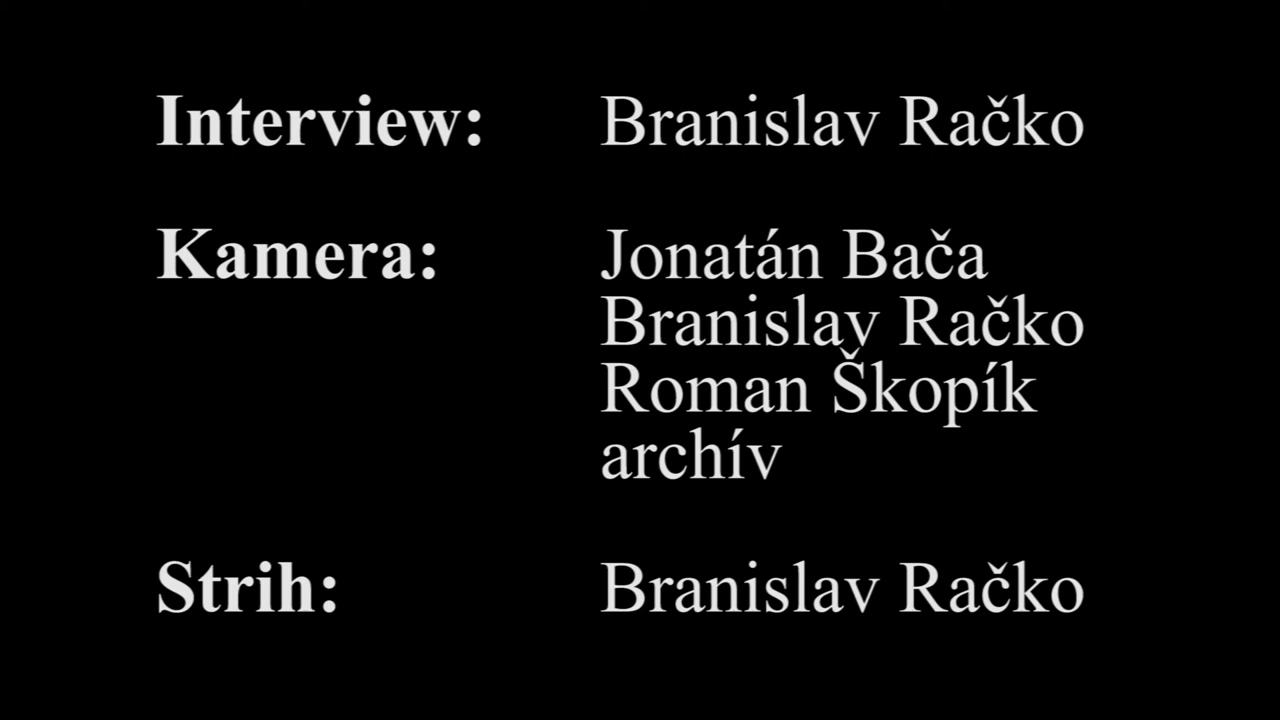 Interview: Branislav Račko
Kamera: Jonatán Bača
Branislav Račko
Roman Škopík
archív
Strih: Branislav Račko